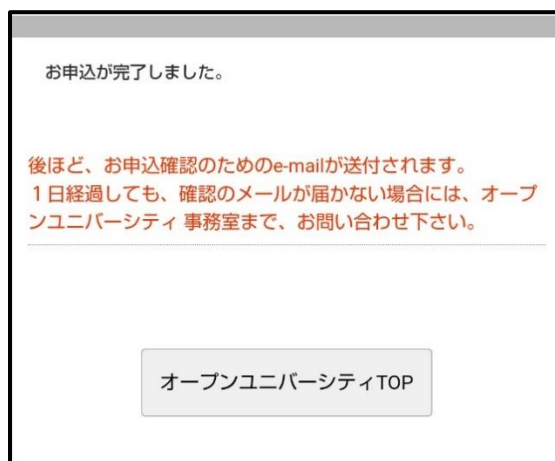 お申込が完了しました。
後ほど、お申込確認のためのe-mailが送付されます。
１日経過しても、確認のメールが届かない場合には、オープ
ンユニバーシティ 事務室まで、お問い合わせ下さい。
オープンユニバーシティTOP